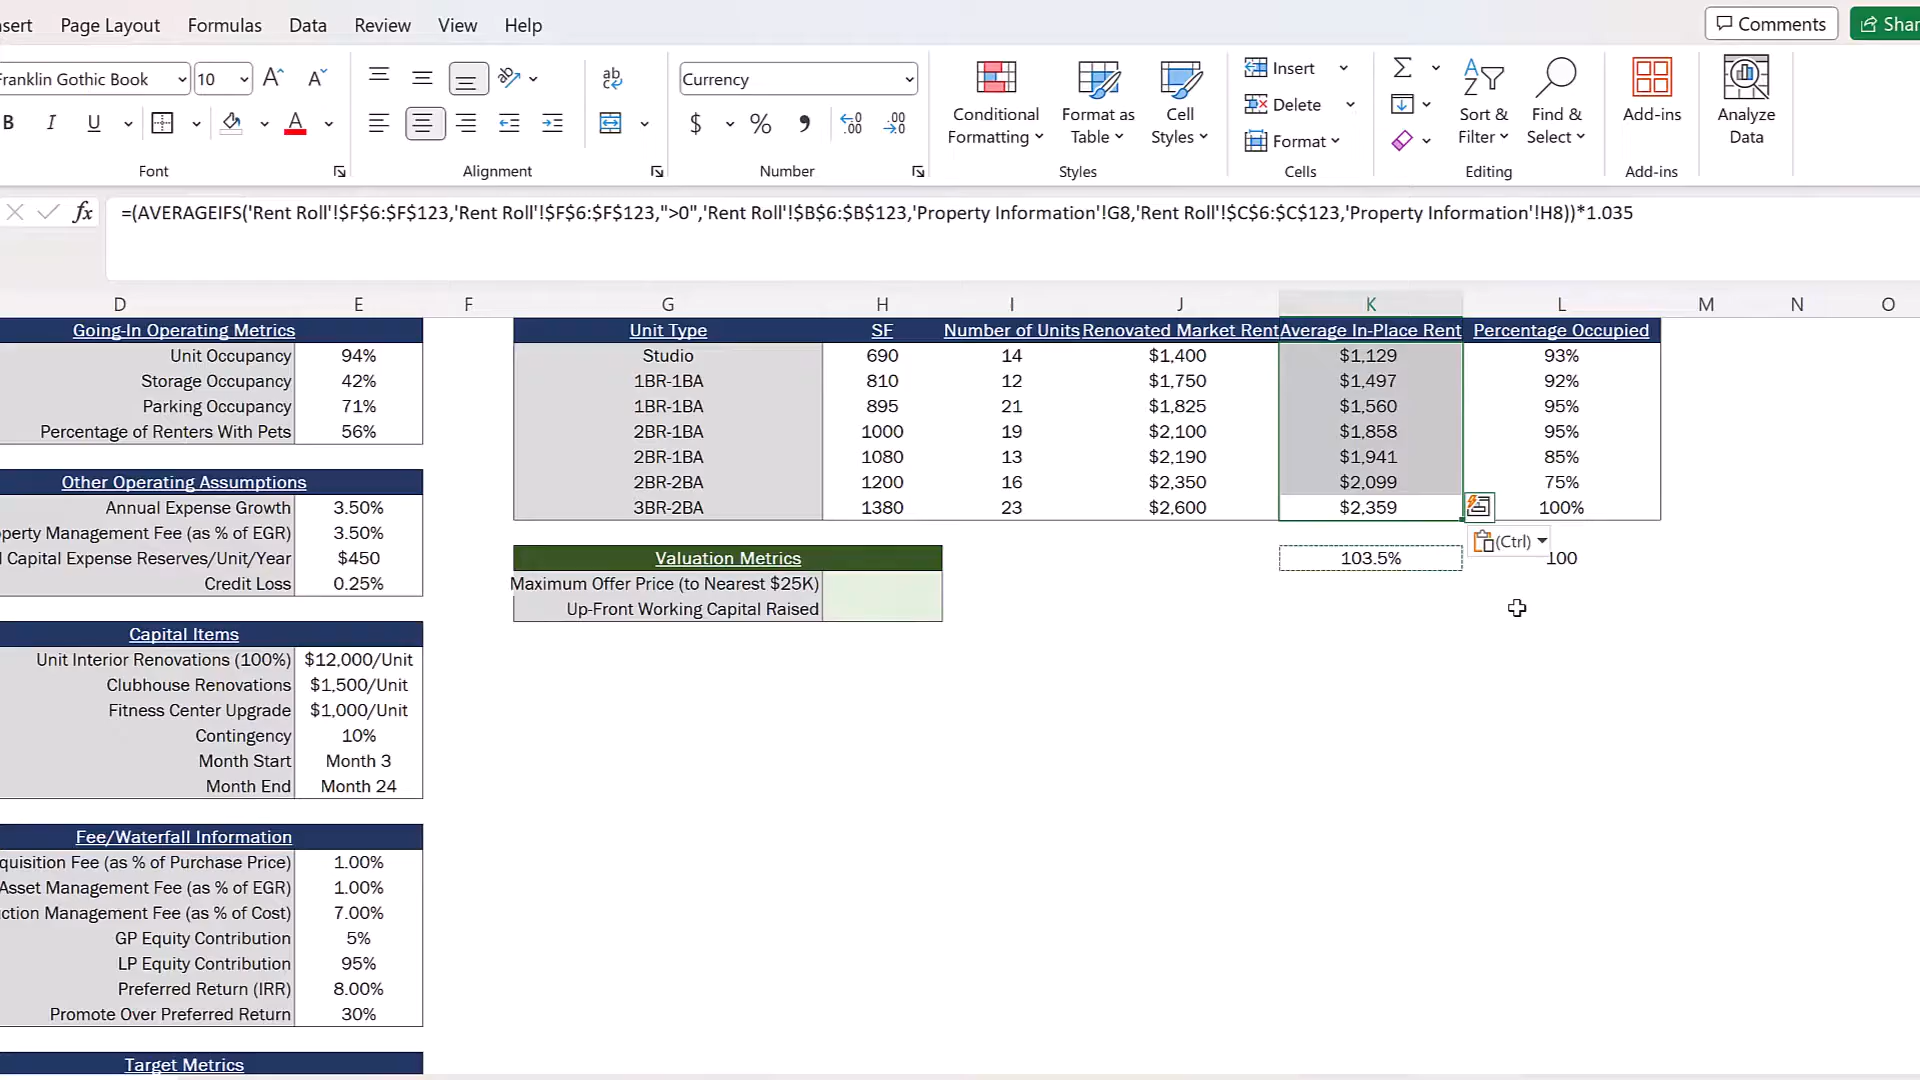 nsert Page Layout Formulas Data Review View Help Comments Shar
Franklin Gothic Book 10 A A ab Currency Insert
B I U A $ % Conditional Formatting Format as Table Cell Styles Delete Format Sort & Filter Find & Select Add-ins Analyze Data
Font Alignment Number Styles Cells Editing Add-ins
fx =(AVERAGEIFS('Rent Roll'!$F$6:$F$123,'Rent Roll'!$F$6:$F$123,">0",'Rent Roll'!$B$6:$B$123,'Property Information'!G8,'Rent Roll'!$C$6:$C$123,'Property Information'!H8))*1.035
D E F G H I J K L M N O
Going-In Operating Metrics Unit Type SF Number of Units Renovated Market Rent Average In-Place Rent Percentage Occupied
Unit Occupancy 94% Studio 690 14 $1,400 $1,129 93%
Storage Occupancy 42% 1BR-1BA 810 12 $1,750 $1,497 92%
Parking Occupancy 71% 1BR-1BA 895 21 $1,825 $1,560 95%
Percentage of Renters With Pets 56% 2BR-1BA 1000 19 $2,100 $1,858 95%
2BR-1BA 1080 13 $2,190 $1,941 85%
Other Operating Assumptions 2BR-2BA 1200 16 $2,350 $2,099 75%
Annual Expense Growth 3.50% 3BR-2BA 1380 23 $2,600 $2,359 100%
operty Management Fee (as % of EGR) 3.50%
(Ctrl)
l Capital Expense Reserves/Unit/Year $450 Valuation Metrics 103.5% 100
Credit Loss 0.25% Maximum Offer Price (to Nearest $25K)
Up-Front Working Capital Raised
Capital Items
Unit Interior Renovations (100%) $12,000/Unit
Clubhouse Renovations $1,500/Unit
Fitness Center Upgrade $1,000/Unit
Contingency 10%
Month Start Month 3
Month End Month 24
Fee/Waterfall Information
quisition Fee (as % of Purchase Price) 1.00%
Asset Management Fee (as % of EGR) 1.00%
ction Management Fee (as % of Cost) 7.00%
GP Equity Contribution 5%
LP Equity Contribution 95%
Preferred Return (IRR) 8.00%
Promote Over Preferred Return 30%
Target Metrics